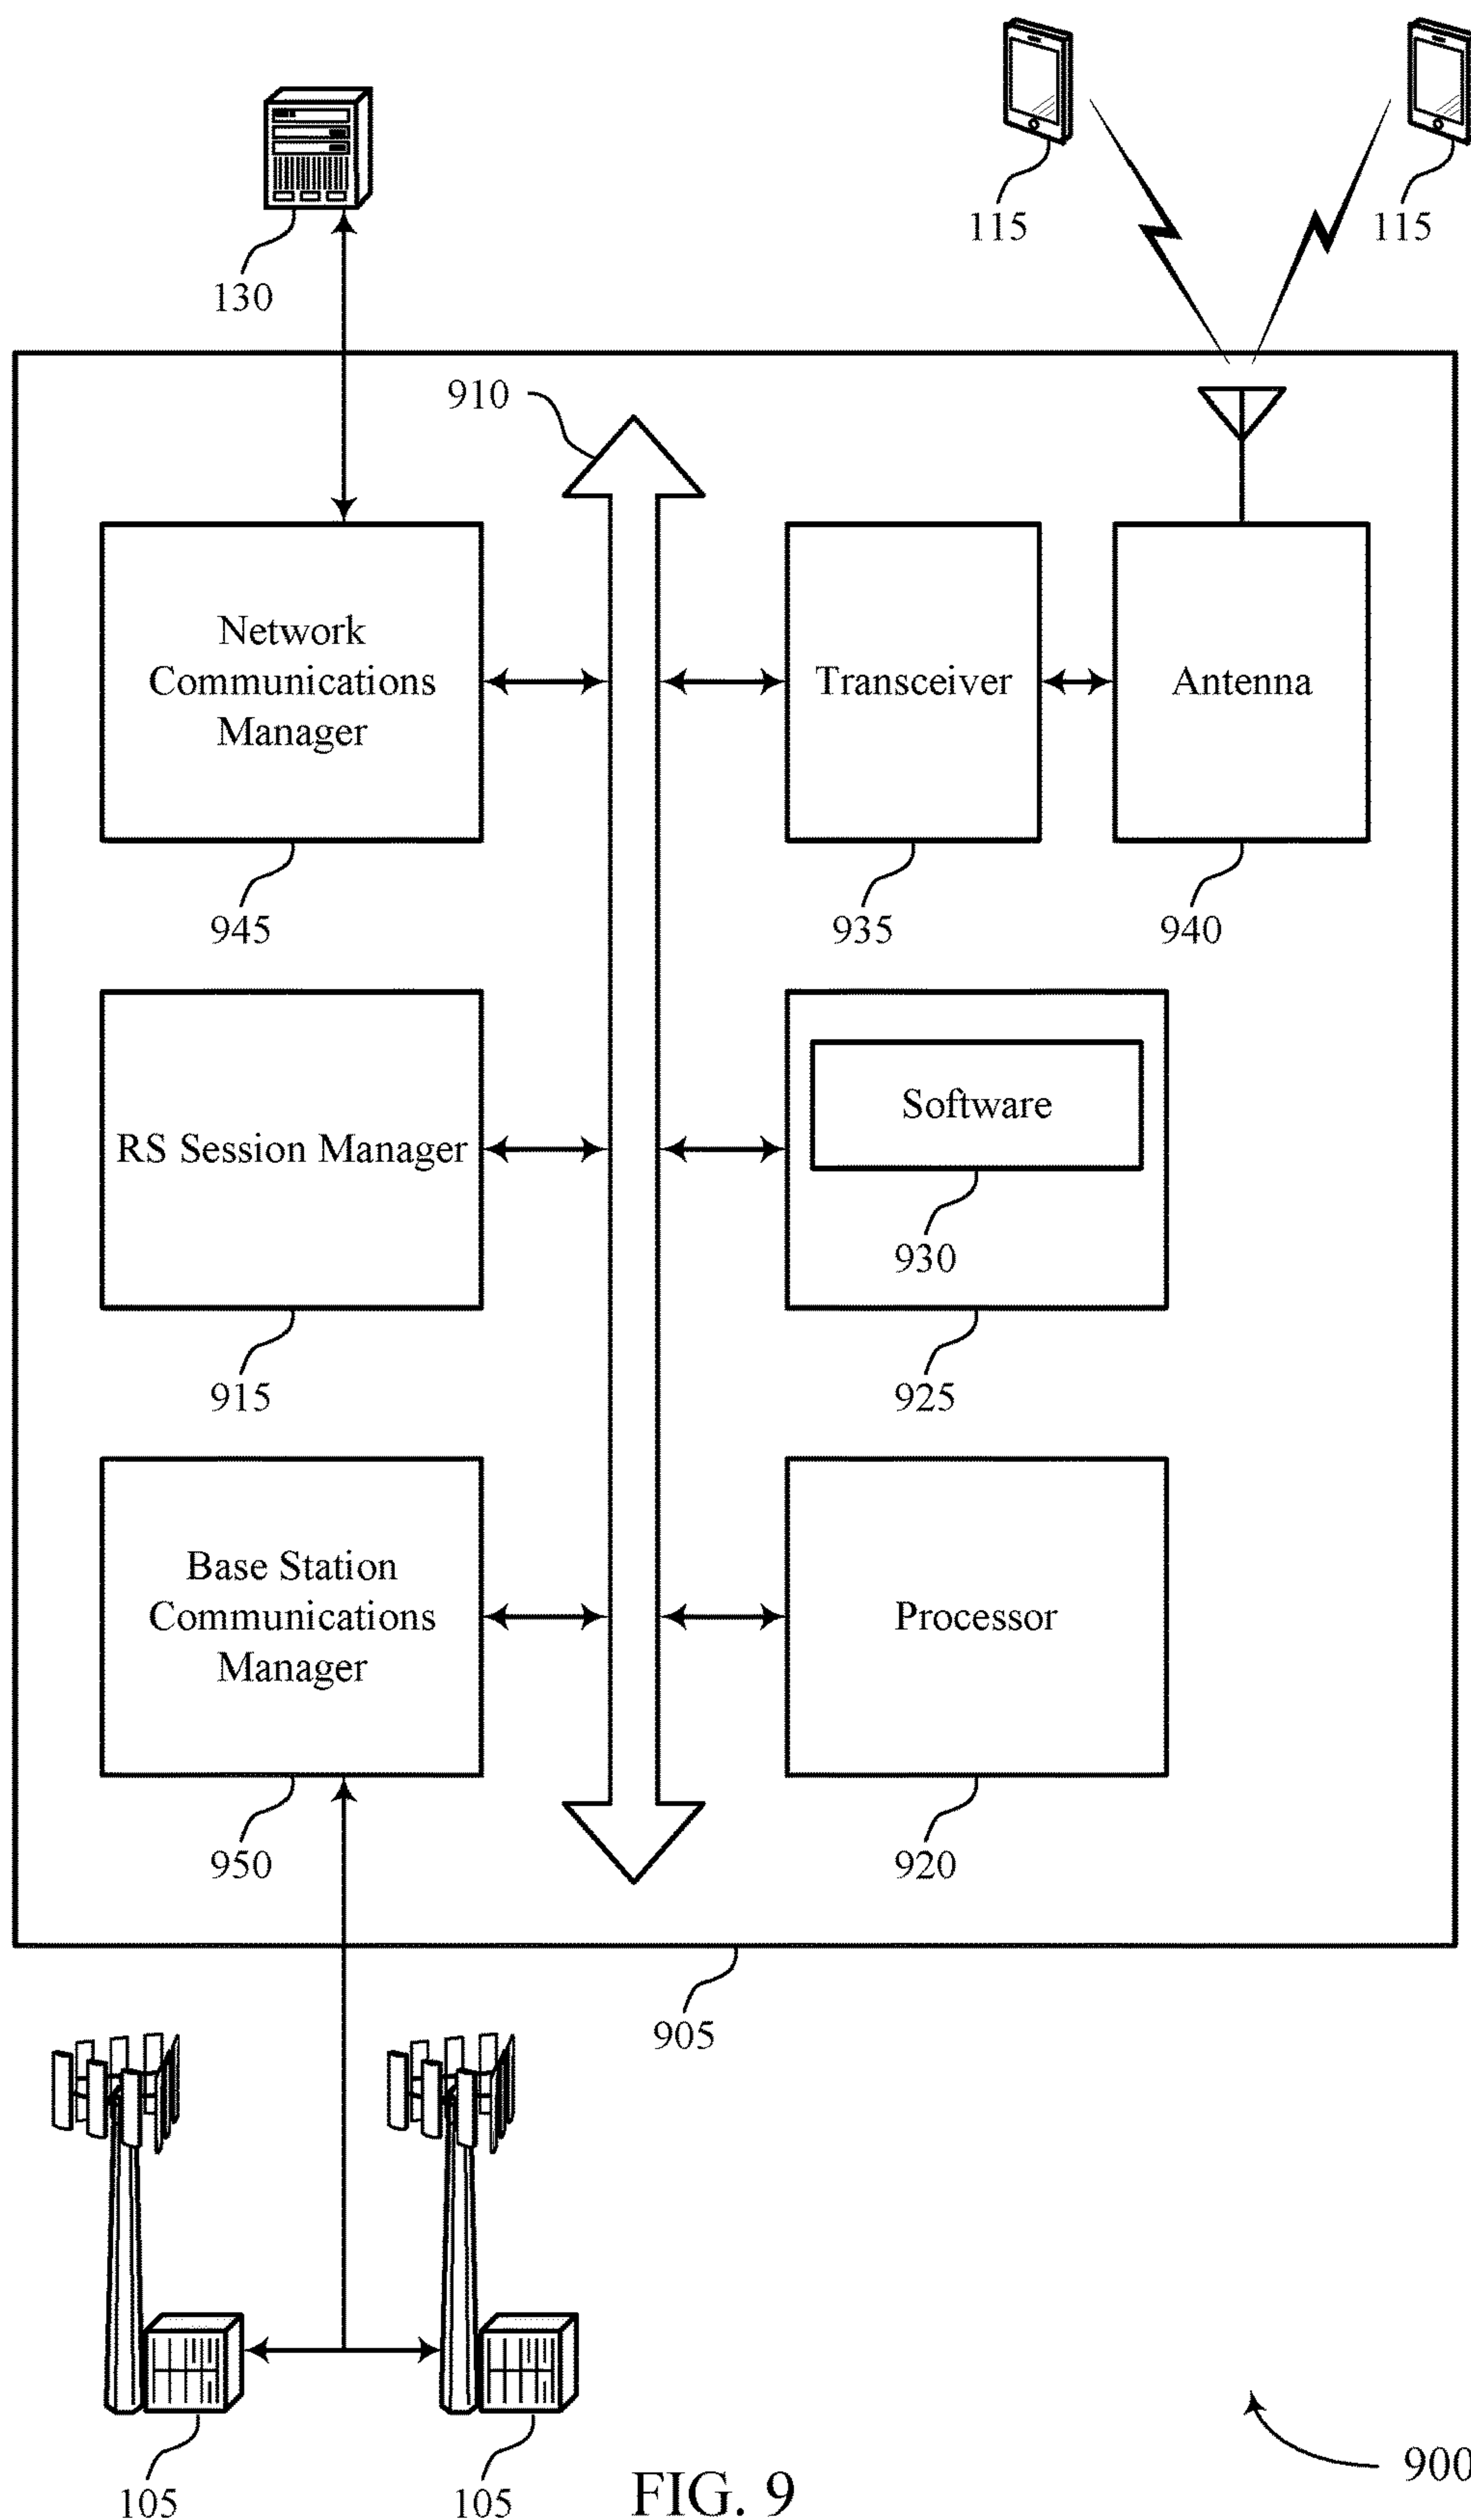 130
115
115
910
Network
Communications
Manager
Transceiver
Antenna
945
935
940
RS Session Manager
Software
930
915
925
Base Station
Communications
Manager
Processor
950
920
905
105
105
900
FIG. 9